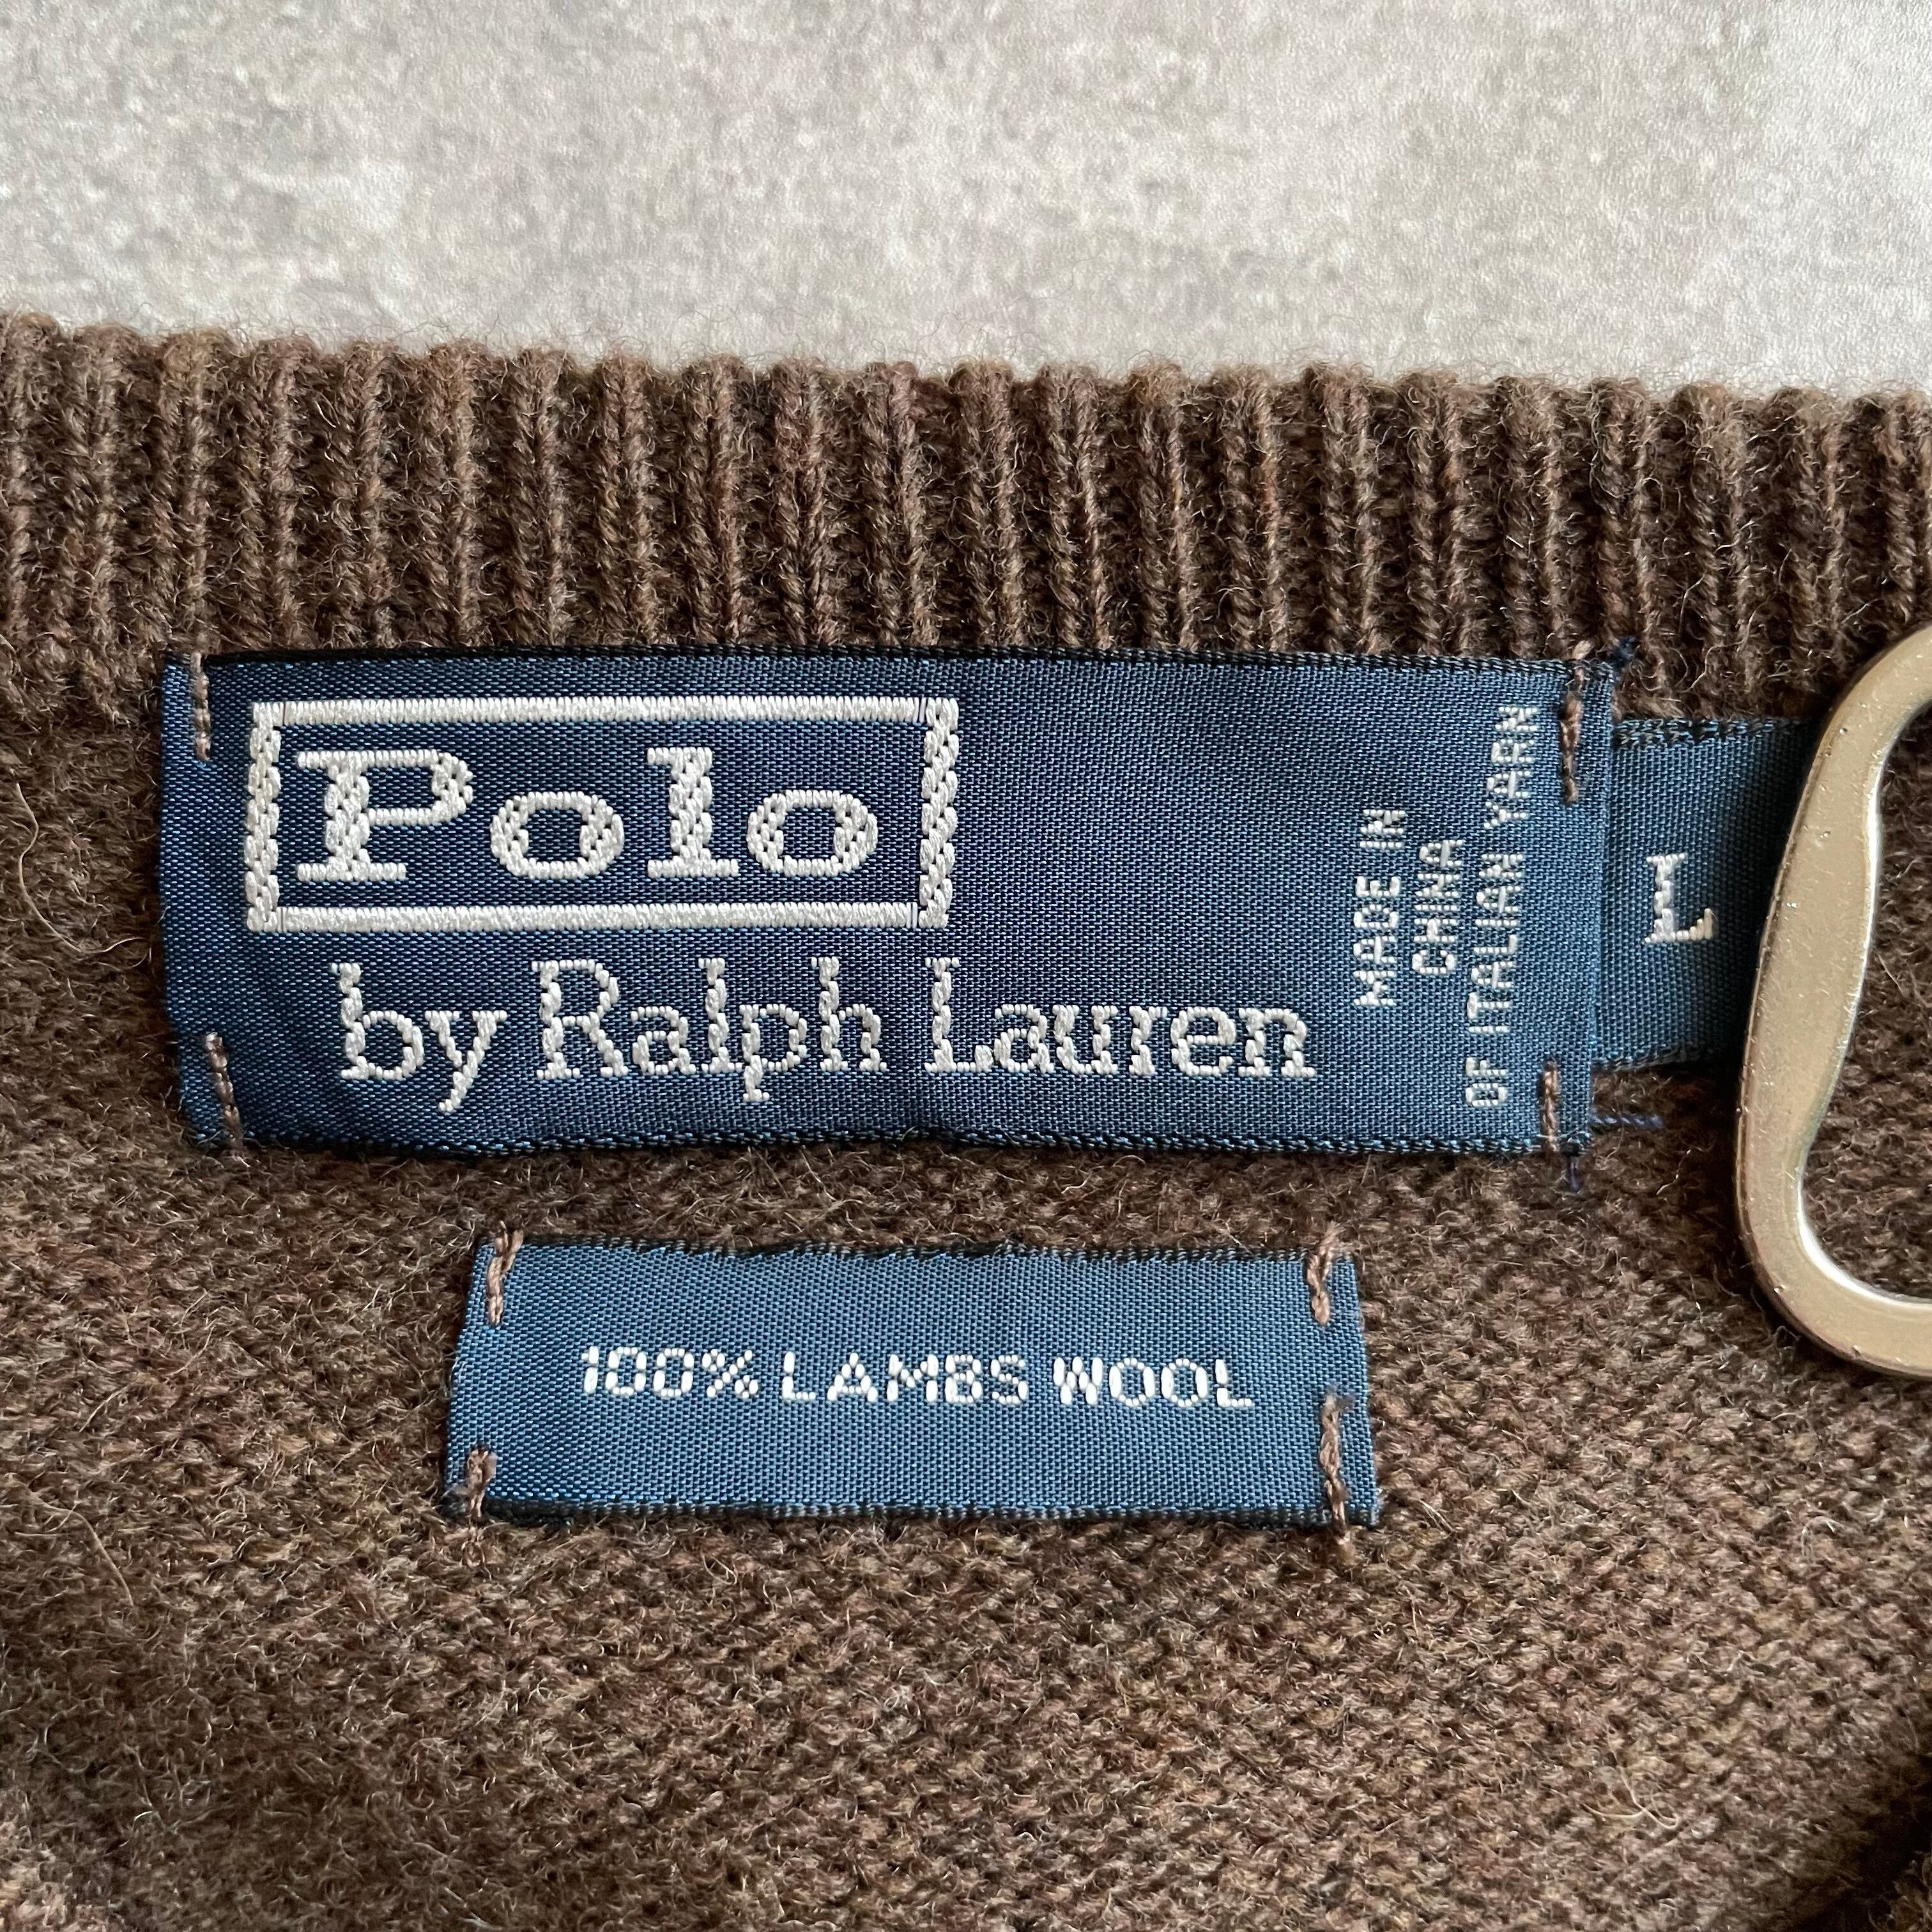 Polo
by Ralph Lauren
MADE IN
CHINA
OF ITALIAN YARN
L
100% LAMBS WOOL